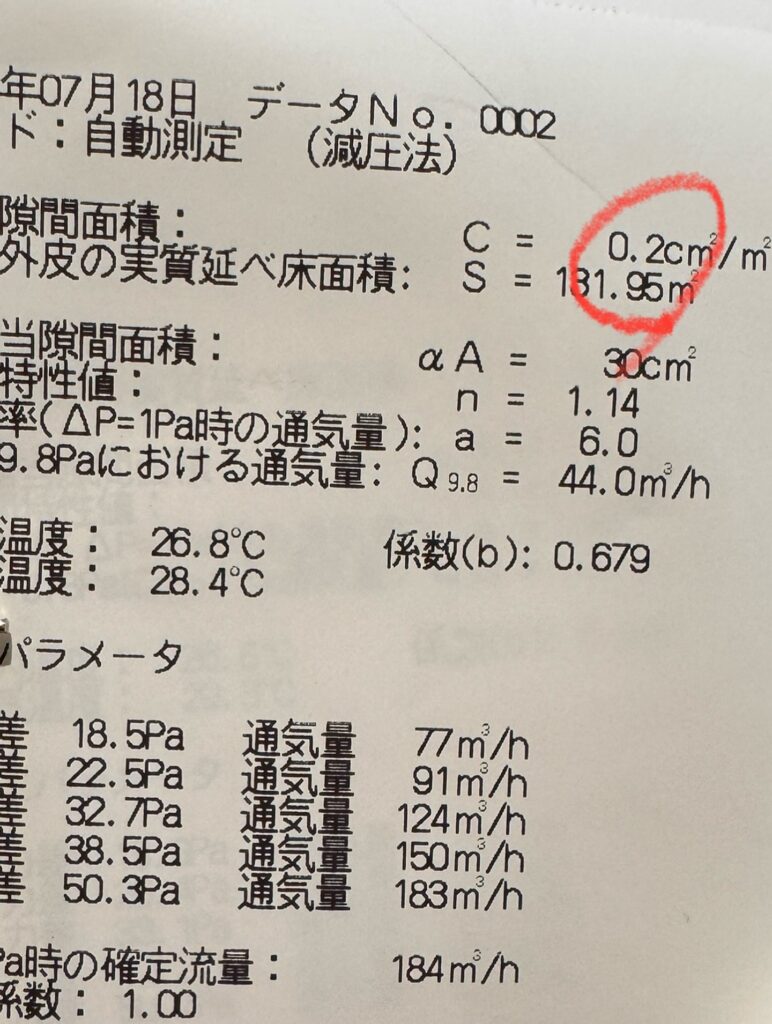 年07月18日 データNo. 0002
ド：自動測定 （減圧法）
隙間面積： C = 0.2cm²/m²
外皮の実質延べ床面積： S = 131.95m²
当隙間面積： αA = 30cm²
特性値： n = 1.14
率(ΔP=1Pa時の通気量)： a = 6.0
9.8Paにおける通気量： Q9.8 = 44.0m³/h
温度： 26.8℃ 係数(b): 0.679
温度： 28.4℃
パラメータ
差 18.5Pa 通気量 77m³/h
差 22.5Pa 通気量 91m³/h
差 32.7Pa 通気量 124m³/h
差 38.5Pa 通気量 150m³/h
差 50.3Pa 通気量 183m³/h
Pa時の確定流量： 184m³/h
係数： 1.00